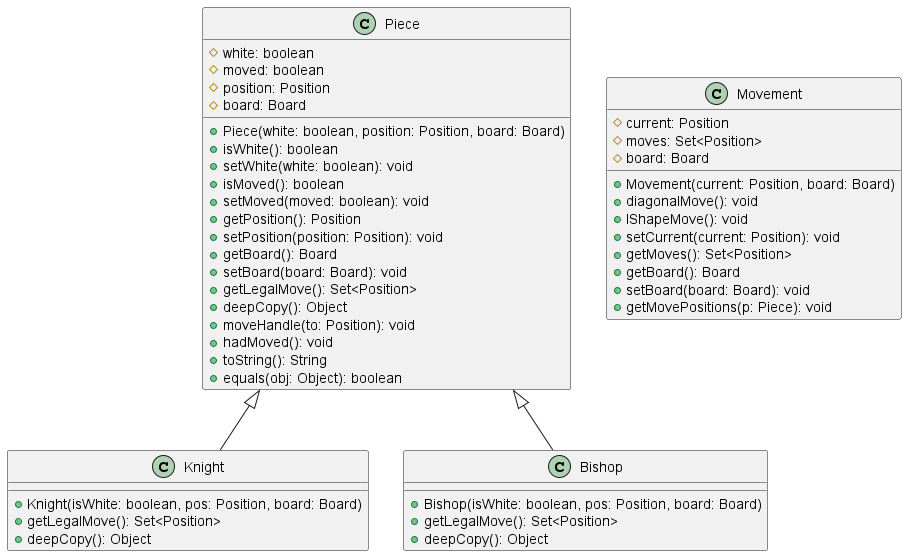 C Piece
white: boolean
moved: boolean
position: Position
board: Board
Piece(white: boolean, position: Position, board: Board)
isWhite(): boolean
setWhite(white: boolean): void
isMoved(): boolean
setMoved(moved: boolean): void
getPosition(): Position
setPosition(position: Position): void
getBoard(): Board
setBoard(board: Board): void
getLegalMove(): Set<Position>
deepCopy(): Object
moveHandle(to: Position): void
hadMoved(): void
toString(): String
equals(obj: Object): boolean
C Movement
current: Position
moves: Set<Position>
board: Board
Movement(current: Position, board: Board)
diagonalMove(): void
lShapeMove(): void
setCurrent(current: Position): void
getMoves(): Set<Position>
getBoard(): Board
setBoard(board: Board): void
getMovePositions(p: Piece): void
C Knight
Knight(isWhite: boolean, pos: Position, board: Board)
getLegalMove(): Set<Position>
deepCopy(): Object
C Bishop
Bishop(isWhite: boolean, pos: Position, board: Board)
getLegalMove(): Set<Position>
deepCopy(): Object